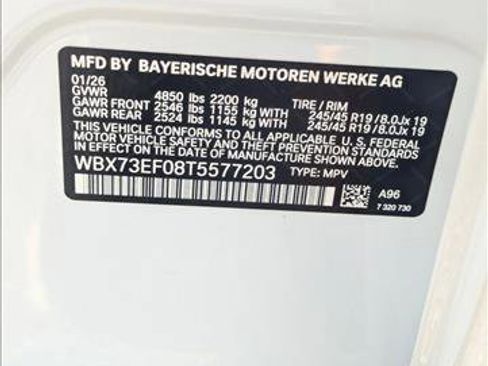 MFD BY BAYERISCHE MOTOREN WERKE AG
01/26
GVWR 4850 lbs 2200 kg TIRE / RIM
GAWR FRONT 2546 lbs 1155 kg WITH 245/45 R19 / 8.0Jx 19
GAWR REAR 2524 lbs 1145 kg WITH 245/45 R19 / 8.0Jx 19
THIS VEHICLE CONFORMS TO ALL APPLICABLE U. S. FEDERAL
MOTOR VEHICLE SAFETY AND THEFT PREVENTION STANDARDS
IN EFFECT ON THE DATE OF MANUFACTURE SHOWN ABOVE.
WBX73EF08T5577203 TYPE: MPV
A96
7 320 730